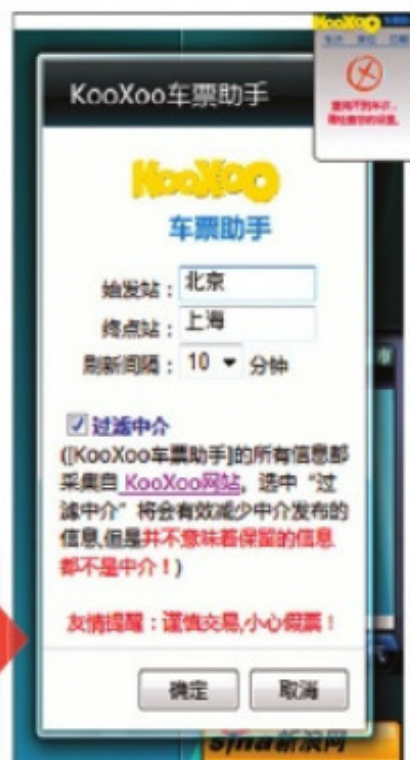 KooXoo车票助手
KooXoo
车票助手
始发站：北京
终点站：上海
刷新间隔：10 分钟
过滤中介
([KooXoo车票助手]的所有信息都
采集自 KooXoo网站，选中“过
滤中介”将会有效减少中介发布的
信息,但是并不意味着保留的信息
都不是中介！)
友情提醒：谨慎交易,小心假票！
确定 取消
KooXoo
sina新浪网